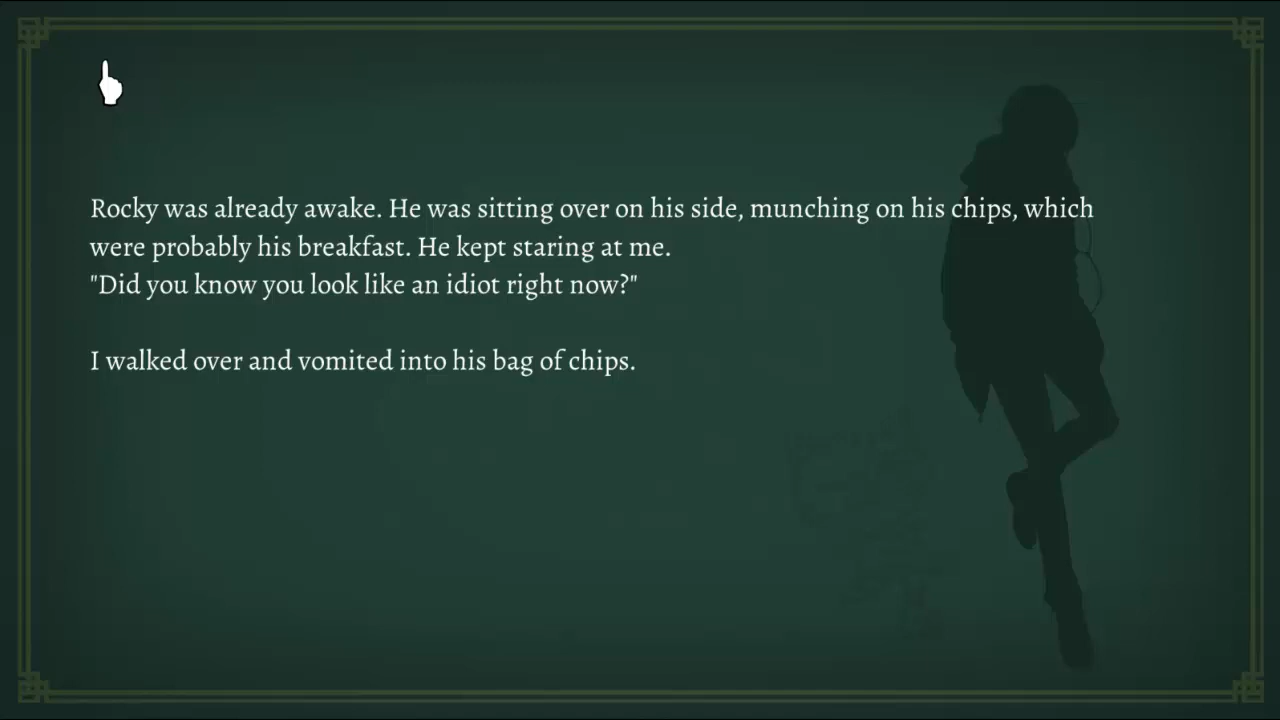 Rocky was already awake. He was sitting over on his side, munching on his chips, which
were probably his breakfast. He kept staring at me.
"Did you know you look like an idiot right now?"
I walked over and vomited into his bag of chips.